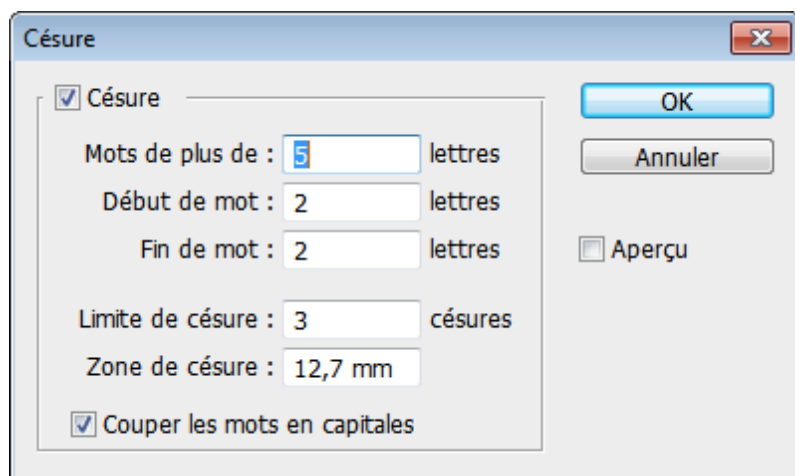 Césure
Césure
OK
Mots de plus de : 5 lettres
Annuler
Début de mot : 2 lettres
Fin de mot : 2 lettres
Aperçu
Limite de césure : 3 césures
Zone de césure : 12,7 mm
Couper les mots en capitales